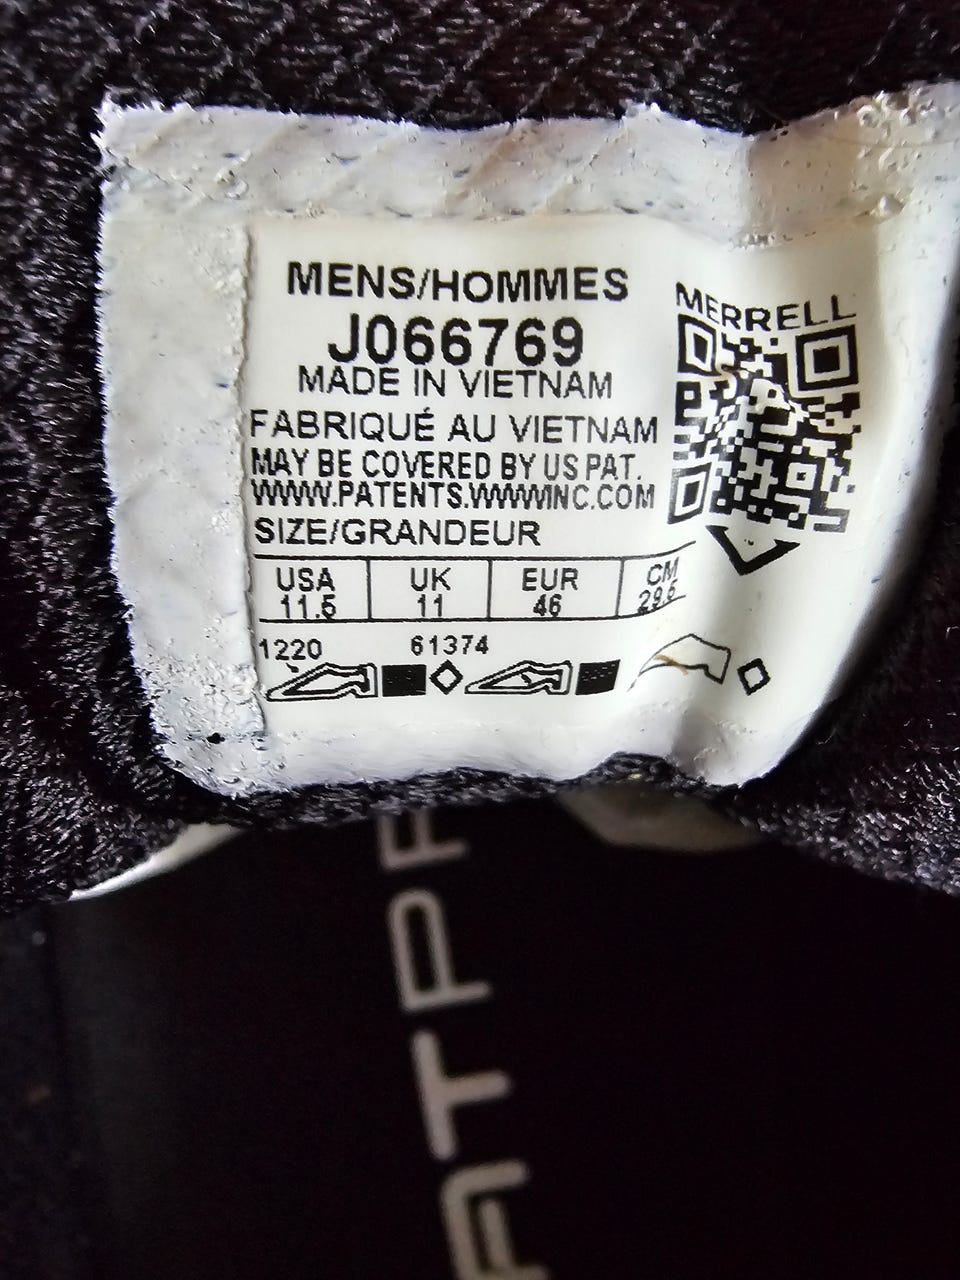 MENS/HOMMES
J066769
MADE IN VIETNAM
FABRIQUÉ AU VIETNAM
MAY BE COVERED BY US PAT.
WWW.PATENTS.WWWINC.COM
SIZE/GRANDEUR
USA UK EUR CM
11.5 11 46 29.5
1220 61374
MERRELL
ATP